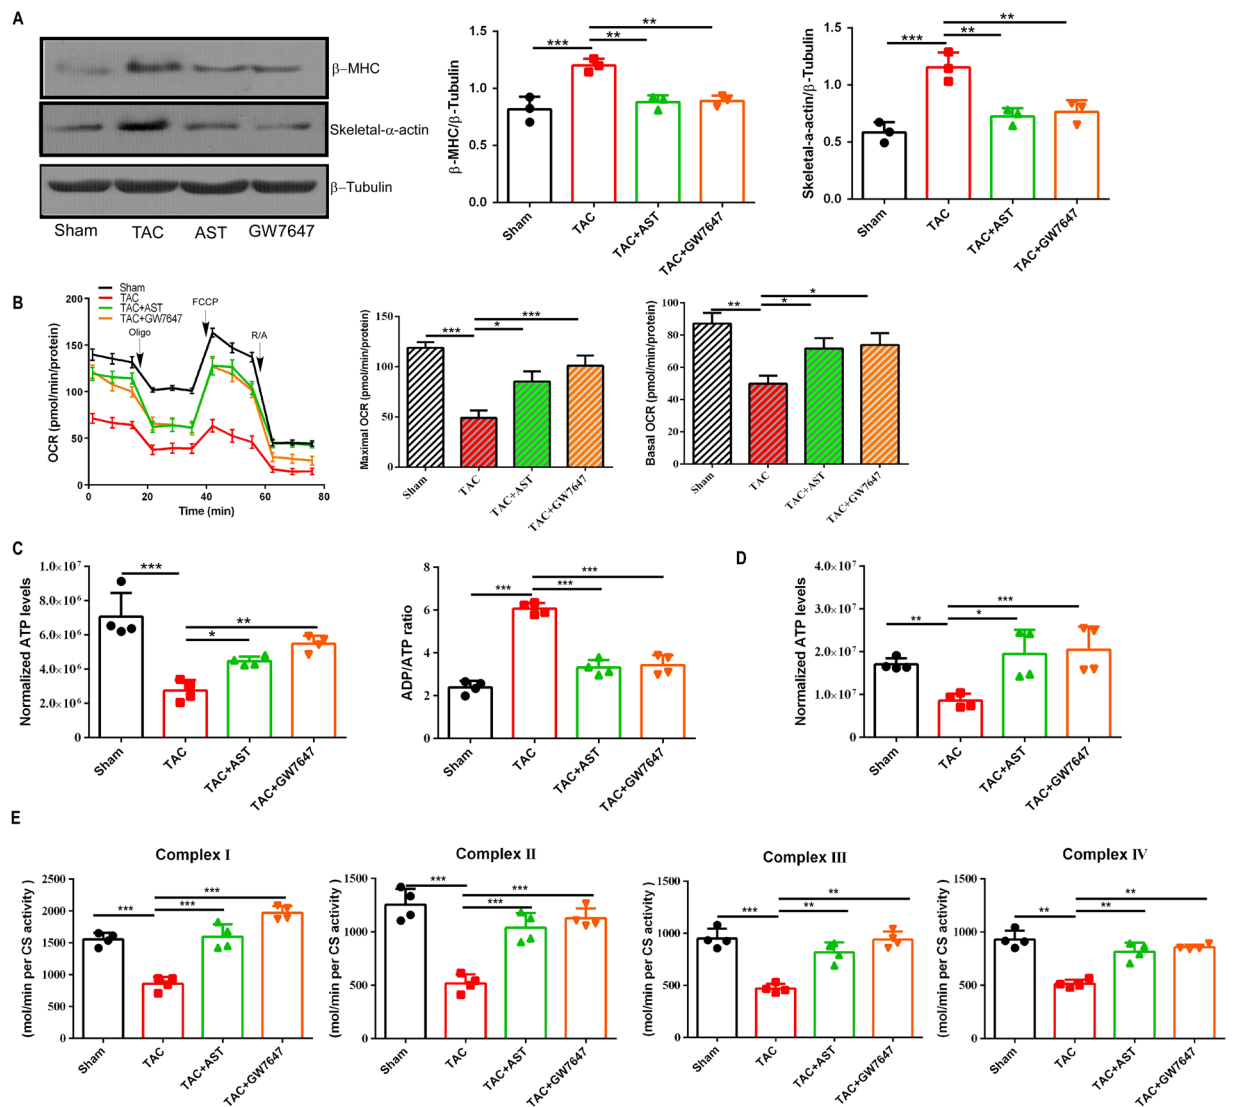 A
β-MHC
Skeletal-α-actin
β-Tubulin
Sham TAC AST GW7647
β-MHC/β-Tubulin
1.5
1.0
0.5
0.0
*** ** **
Sham TAC TAC+AST TAC+GW7647
Skeletal-a-actin/β-Tubulin
1.5
1.0
0.5
0.0
*** ** **
Sham TAC TAC+AST TAC+GW7647
B
Sham
TAC
TAC+AST
TAC+GW7647
Oligo
FCCP
R/A
OCR (pmol/min/protein)
200
150
100
50
0
0 20 40 60 80
Time (min)
Maximal OCR (pmol/min/protein)
150
100
50
0
*** * ***
Sham TAC TAC+AST TAC+GW7647
Basal OCR (pmol/min/protein)
100
80
60
40
20
0
** * *
Sham TAC TAC+AST TAC+GW7647
C
Normalized ATP levels
1.0×10⁷
8.0×10⁶
6.0×10⁶
4.0×10⁶
2.0×10⁶
0
*** * **
Sham TAC TAC+AST TAC+GW7647
ADP/ATP ratio
8
6
4
2
0
*** *** ***
Sham TAC TAC+AST TAC+GW7647
D
Normalized ATP levels
4.0×10⁷
3.0×10⁷
2.0×10⁷
1.0×10⁷
0
** * ***
Sham TAC TAC+AST TAC+GW7647
E
Complex I
(mol/min per CS activity )
2500
2000
1500
1000
500
0
*** *** ***
Sham TAC TAC+AST TAC+GW7647
Complex II
(mol/min per CS activity )
1500
1000
500
0
*** *** ***
Sham TAC TAC+AST TAC+GW7647
Complex III
(mol/min per CS activity )
1500
1000
500
0
*** ** **
Sham TAC TAC+AST TAC+GW7647
Complex IV
(mol/min per CS activity )
1500
1000
500
0
** ** **
Sham TAC TAC+AST TAC+GW7647